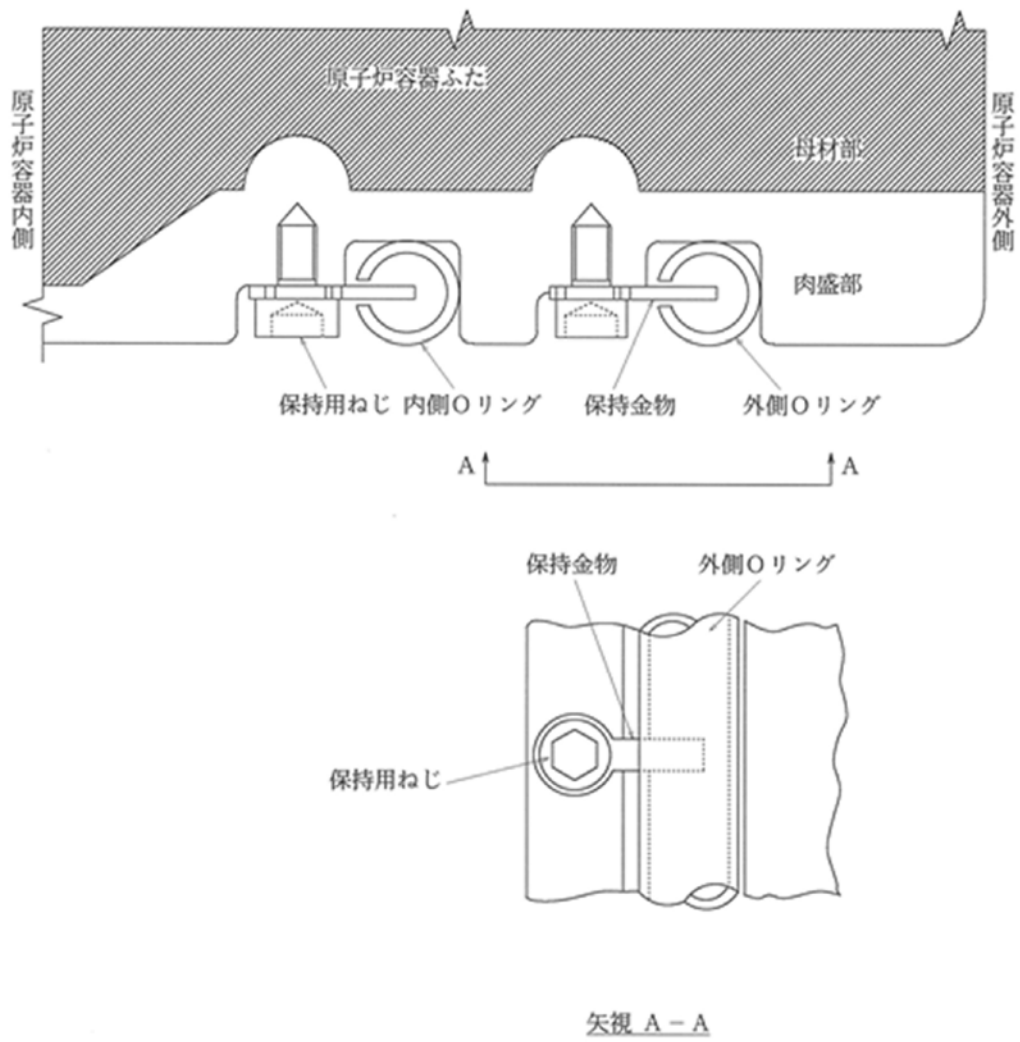 原子炉容器ふた
原子炉容器内側
母材部
原子炉容器外側
肉盛部
保持用ねじ 内側Oリング 保持金物 外側Oリング
A A
保持金物 外側Oリング
保持用ねじ
矢視 A－A